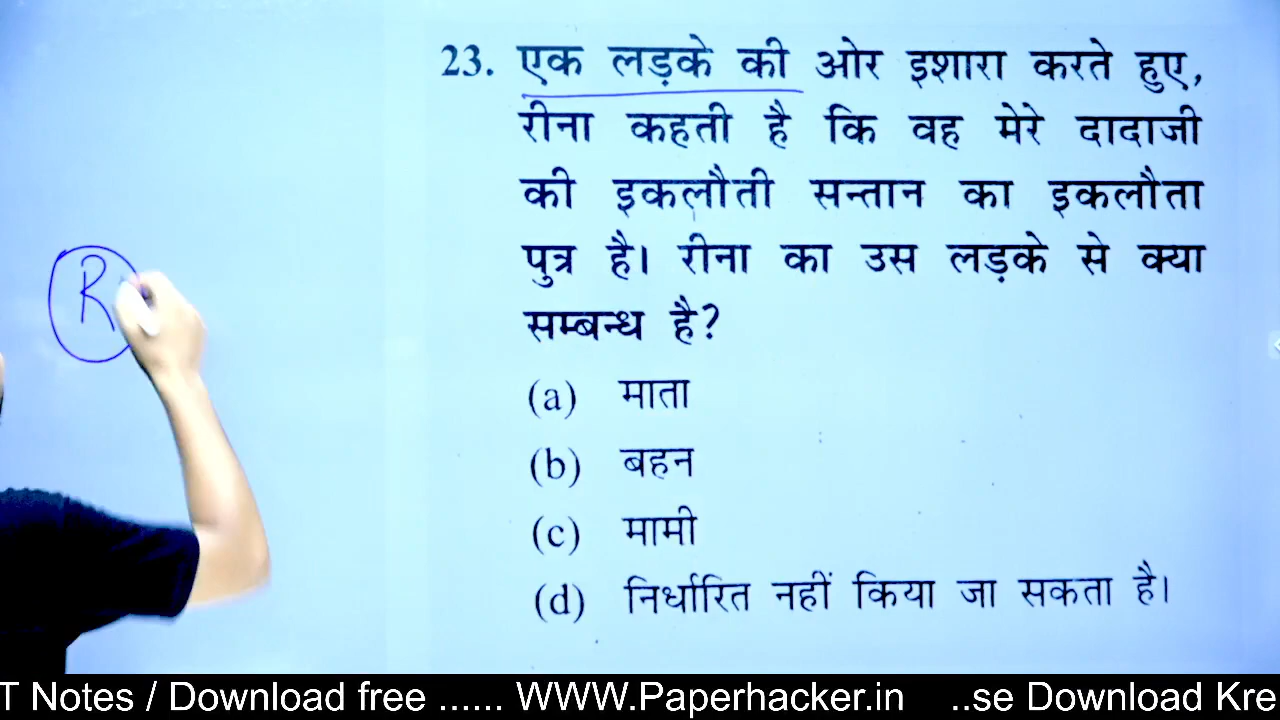 23. एक लड़के की ओर इशारा करते हुए,
रीना कहती है कि वह मेरे दादाजी
की इकलौती सन्तान का इकलौता
पुत्र है। रीना का उस लड़के से क्या
सम्बन्ध है?
(a) माता
(b) बहन
(c) मामी
(d) निर्धारित नहीं किया जा सकता है।
R
T Notes / Download free ...... WWW.Paperhacker.in ..se Download Kre